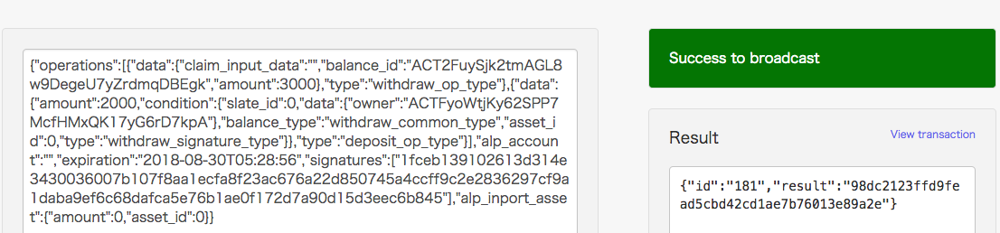 {"operations":[{"data":{"claim_input_data":"","balance_id":"ACT2FuySjk2tmAGL8
w9DegeU7yZrdmqDBEgk","amount":3000},"type":"withdraw_op_type"},{"data":
{"amount":2000,"condition":{"slate_id":0,"data":{"owner":"ACTFyoWtjKy62SPP7
McfHMxQK17yG6rD7kpA"},"balance_type":"withdraw_common_type","asset_i
d":0,"type":"withdraw_signature_type"}},"type":"deposit_op_type"}],"alp_accoun
t":"","expiration":"2018-08-30T05:28:56","signatures":["1fceb139102613d314e
3430036007b107f8aa1ecfa8f23ac676a22d850745a4ccff9c2e2836297cf9a
1daba9ef6c68dafca5e76b1ae0f172d7a90d15d3eec6b845"],"alp_inport_asse
t":{"amount":0,"asset_id":0}}
Success to broadcast
Result
View transaction
{"id":"181","result":"98dc2123ffd9fe
ad5cbd42cd1ae7b76013e89a2e"}